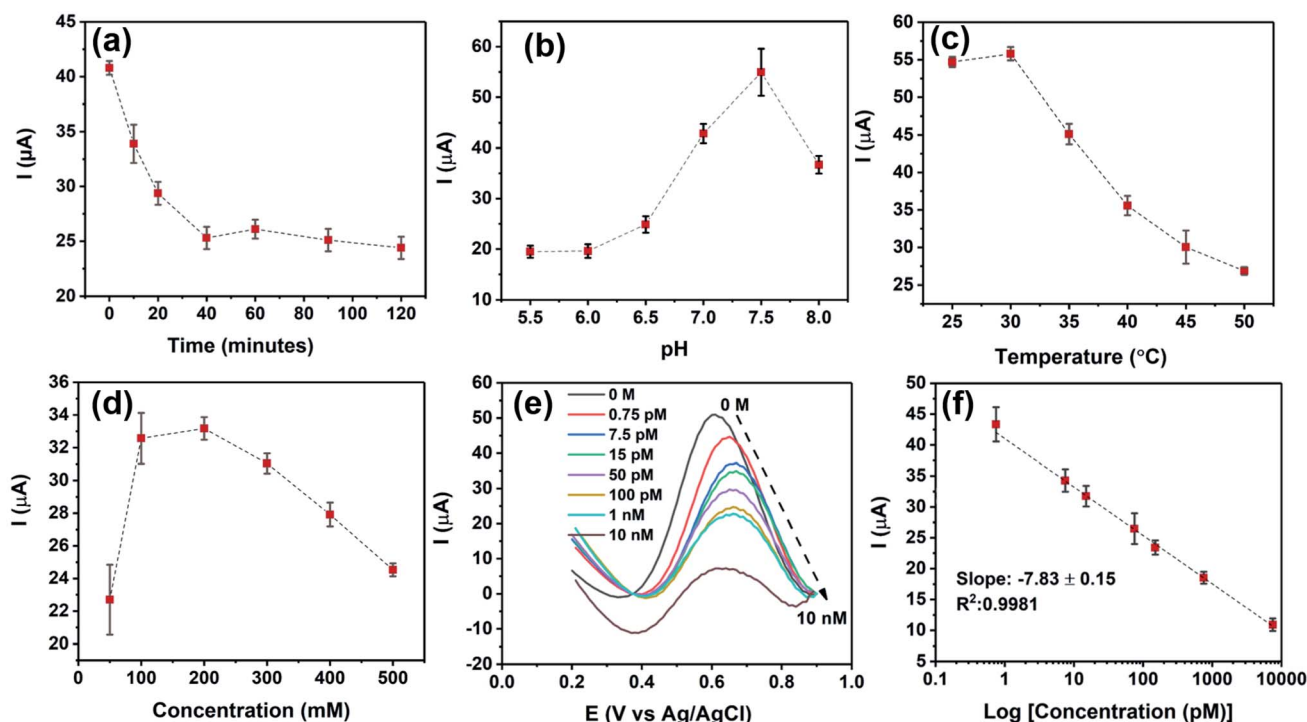 (a)
45
40
35
30
25
20
I (µA)
0 20 40 60 80 100 120
Time (minutes)
(b)
60
50
40
30
20
10
I (µA)
5.5 6.0 6.5 7.0 7.5 8.0
pH
(c)
60
50
40
30
I (µA)
25 30 35 40 45 50
Temperature (°C)
(d)
36
34
32
30
28
26
24
22
20
I (µA)
0 100 200 300 400 500
Concentration (mM)
(e)
60
50
40
30
20
10
0
-10
-20
I (µA)
0 M
0.75 pM
7.5 pM
15 pM
50 pM
100 pM
1 nM
10 nM
0 M
10 nM
0.0 0.2 0.4 0.6 0.8 1.0
E (V vs Ag/AgCl)
(f)
50
45
40
35
30
25
20
15
10
5
I (µA)
Slope: -7.83 ± 0.15
R²:0.9981
0.1 1 10 100 1000 10000
Log [Concentration (pM)]